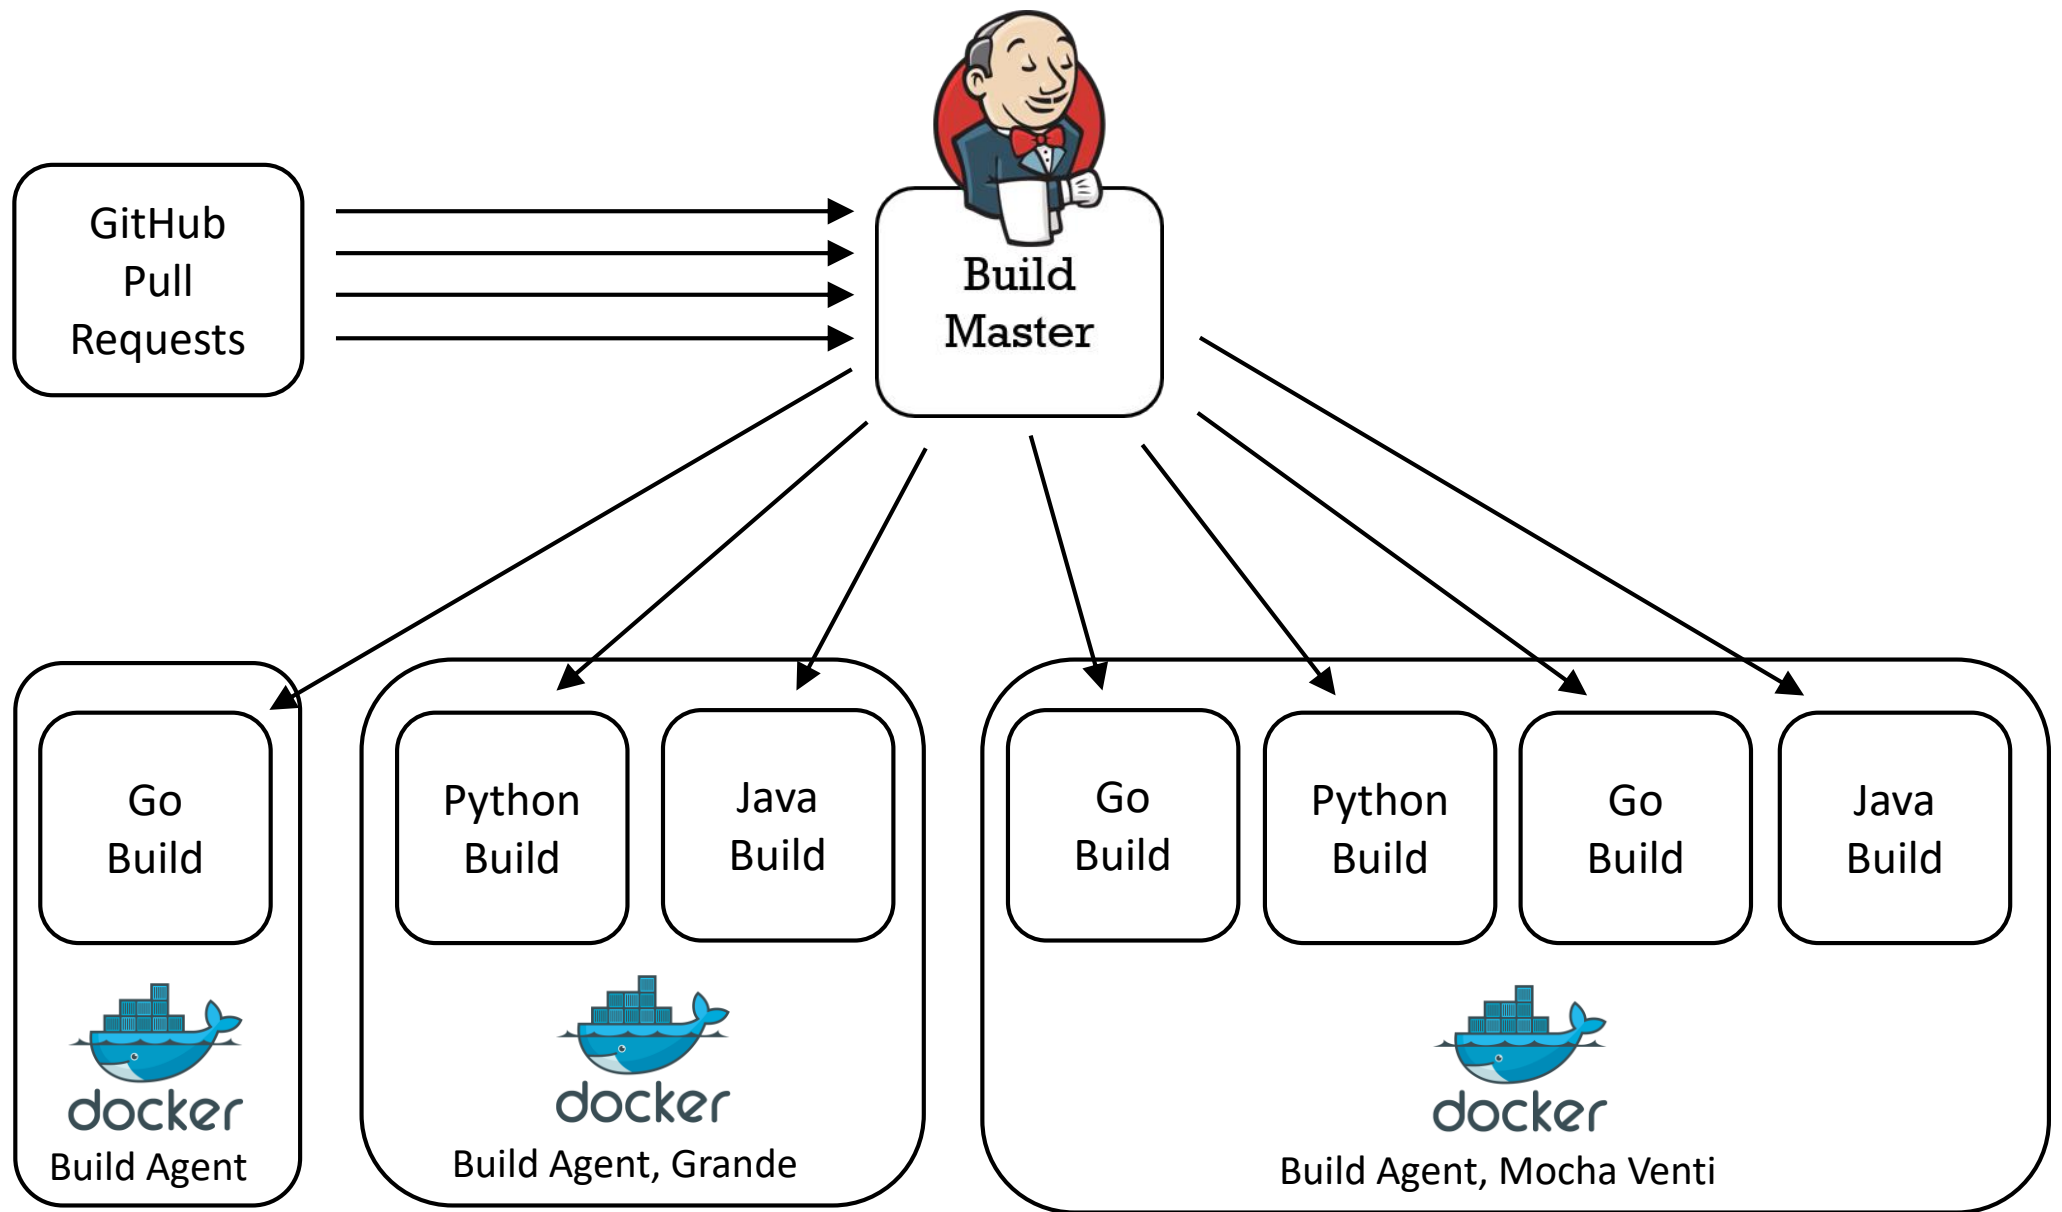 GitHub
Pull
Requests
Build
Master
Go
Build
Python
Build
Java
Build
Go
Build
Python
Build
Go
Build
Java
Build
docker
Build Agent
docker
Build Agent, Grande
docker
Build Agent, Mocha Venti